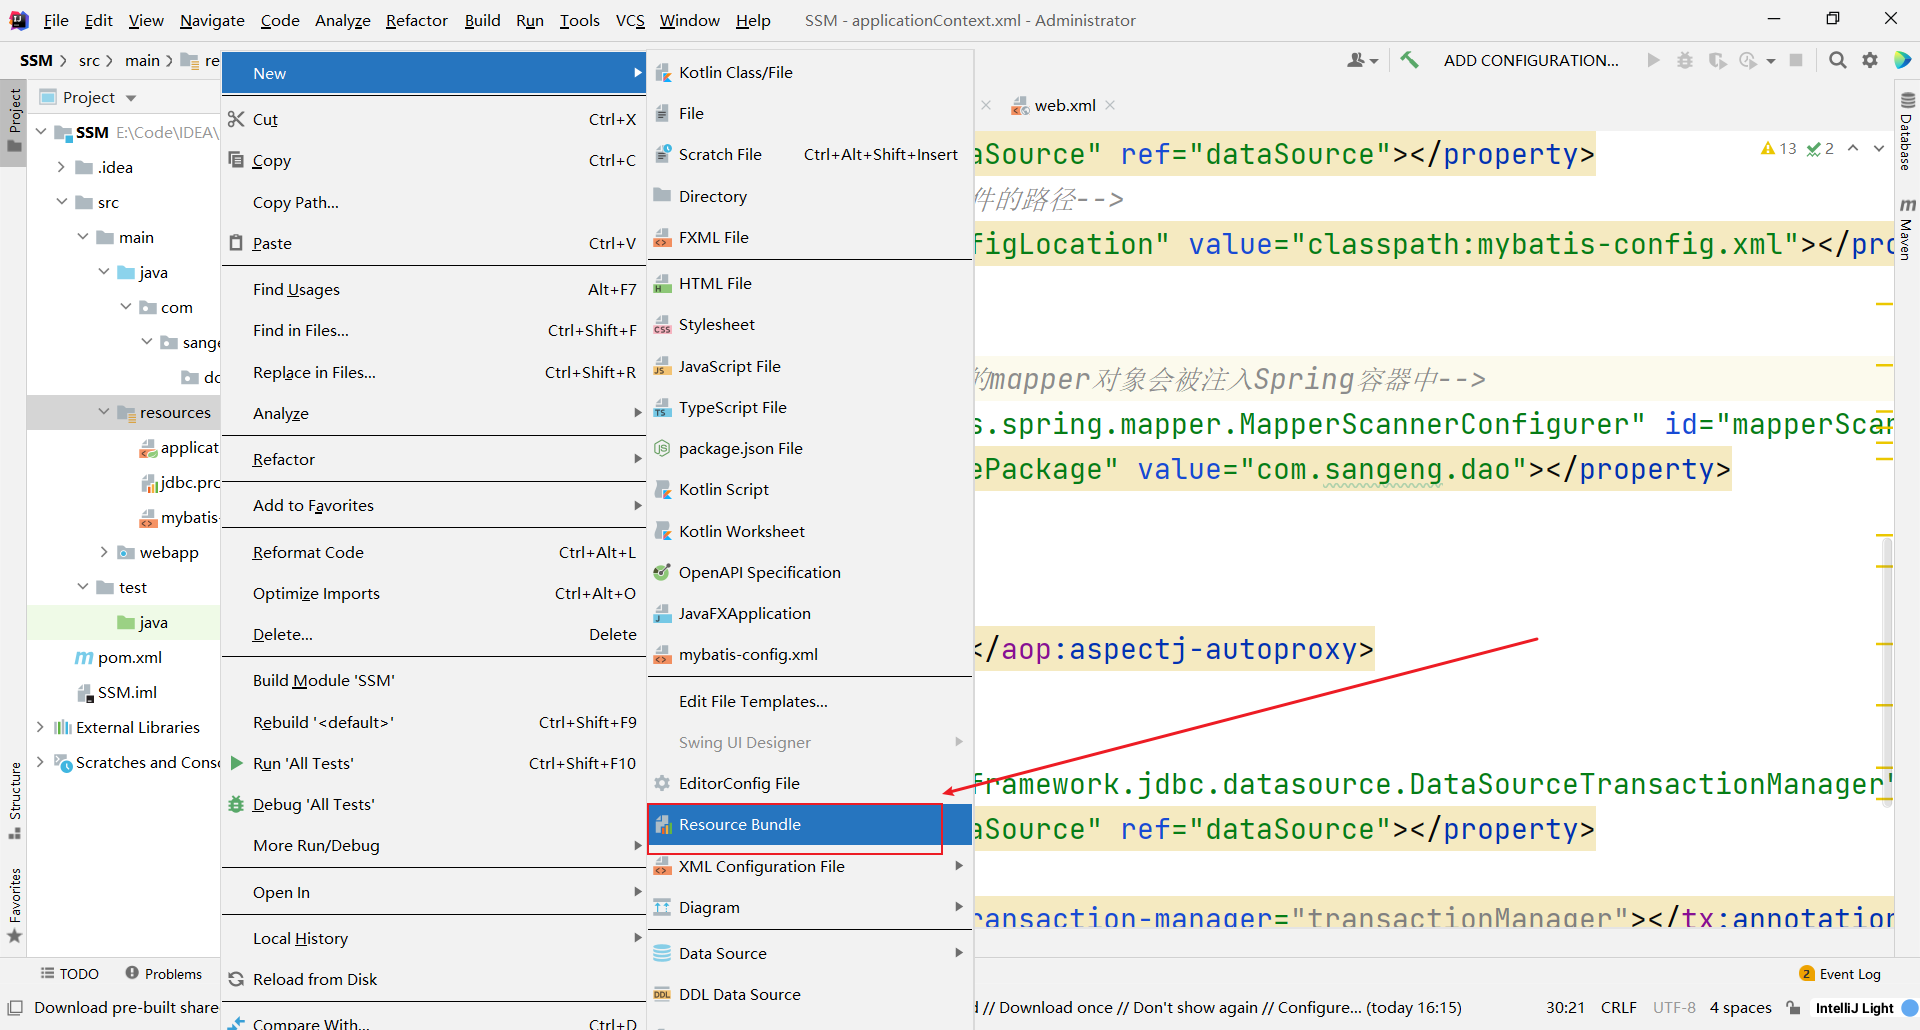 File Edit View Navigate Code Analyze Refactor Build Run Tools VCS Window Help SSM - applicationContext.xml - Administrator
SSM src main re
ADD CONFIGURATION...
Project
Project
SSM E:\Code\IDEA\
.idea
src
main
java
com
sange
do
resources
applicat
jdbc.pro
mybatis-
webapp
test
java
pom.xml
SSM.iml
External Libraries
Scratches and Conso
Structure
Favorites
New
Cut Ctrl+X
Copy Ctrl+C
Copy Path...
Paste Ctrl+V
Find Usages Alt+F7
Find in Files... Ctrl+Shift+F
Replace in Files... Ctrl+Shift+R
Analyze
Refactor
Add to Favorites
Reformat Code Ctrl+Alt+L
Optimize Imports Ctrl+Alt+O
Delete... Delete
Build Module 'SSM'
Rebuild '<default>' Ctrl+Shift+F9
Run 'All Tests' Ctrl+Shift+F10
Debug 'All Tests'
More Run/Debug
Open In
Local History
Reload from Disk
Compare With... Ctrl+D
Kotlin Class/File
File
Scratch File Ctrl+Alt+Shift+Insert
Directory
FXML File
HTML File
Stylesheet
JavaScript File
TypeScript File
package.json File
Kotlin Script
Kotlin Worksheet
OpenAPI Specification
JavaFXApplication
mybatis-config.xml
Edit File Templates...
Swing UI Designer
EditorConfig File
Resource Bundle
XML Configuration File
Diagram
Data Source
DDL Data Source
web.xml
13 2
aSource" ref="dataSource"></property>
件的路径-->
figLocation" value="classpath:mybatis-config.xml"></pro
的mapper对象会被注入Spring容器中-->
s.spring.mapper.MapperScannerConfigurer" id="mapperScan
ePackage" value="com.sangeng.dao"></property>
</aop:aspectj-autoproxy>
framework.jdbc.datasource.DataSourceTransactionManager"
aSource" ref="dataSource"></property>
ransaction-manager="transactionManager"></tx:annotation
Database
Maven
TODO Problems
2 Event Log
Download pre-built share
d // Download once // Don't show again // Configure... (today 16:15) 30:21 CRLF UTF-8 4 spaces IntelliJ Light